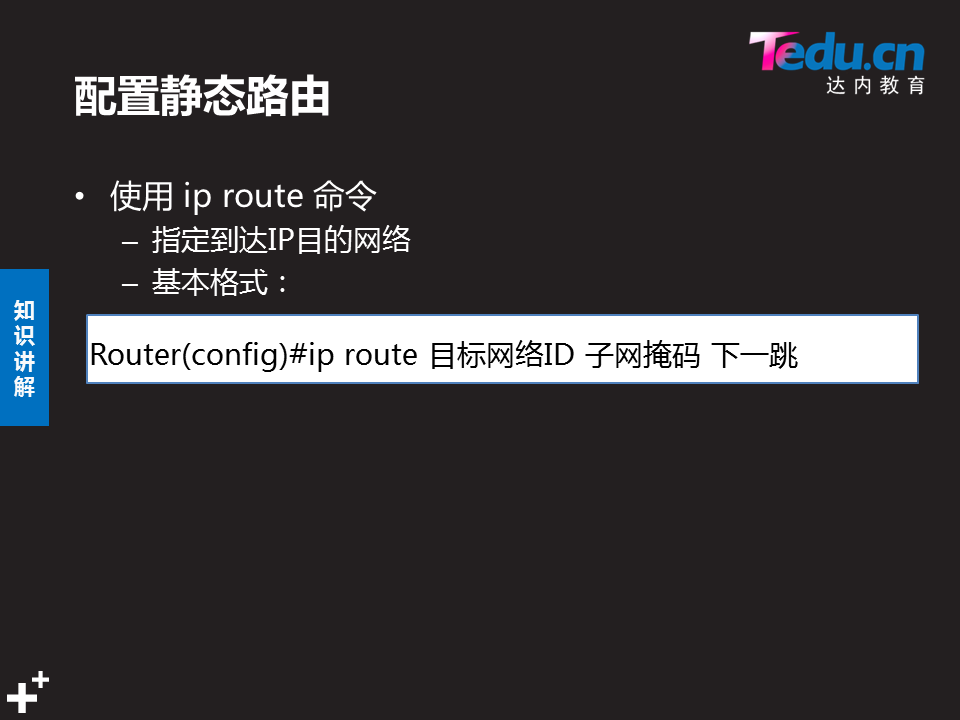 Tedu.cn
达内教育
配置静态路由
• 使用 ip route 命令
– 指定到达IP目的网络
– 基本格式：
知识讲解
Router(config)#ip route 目标网络ID 子网掩码 下一跳